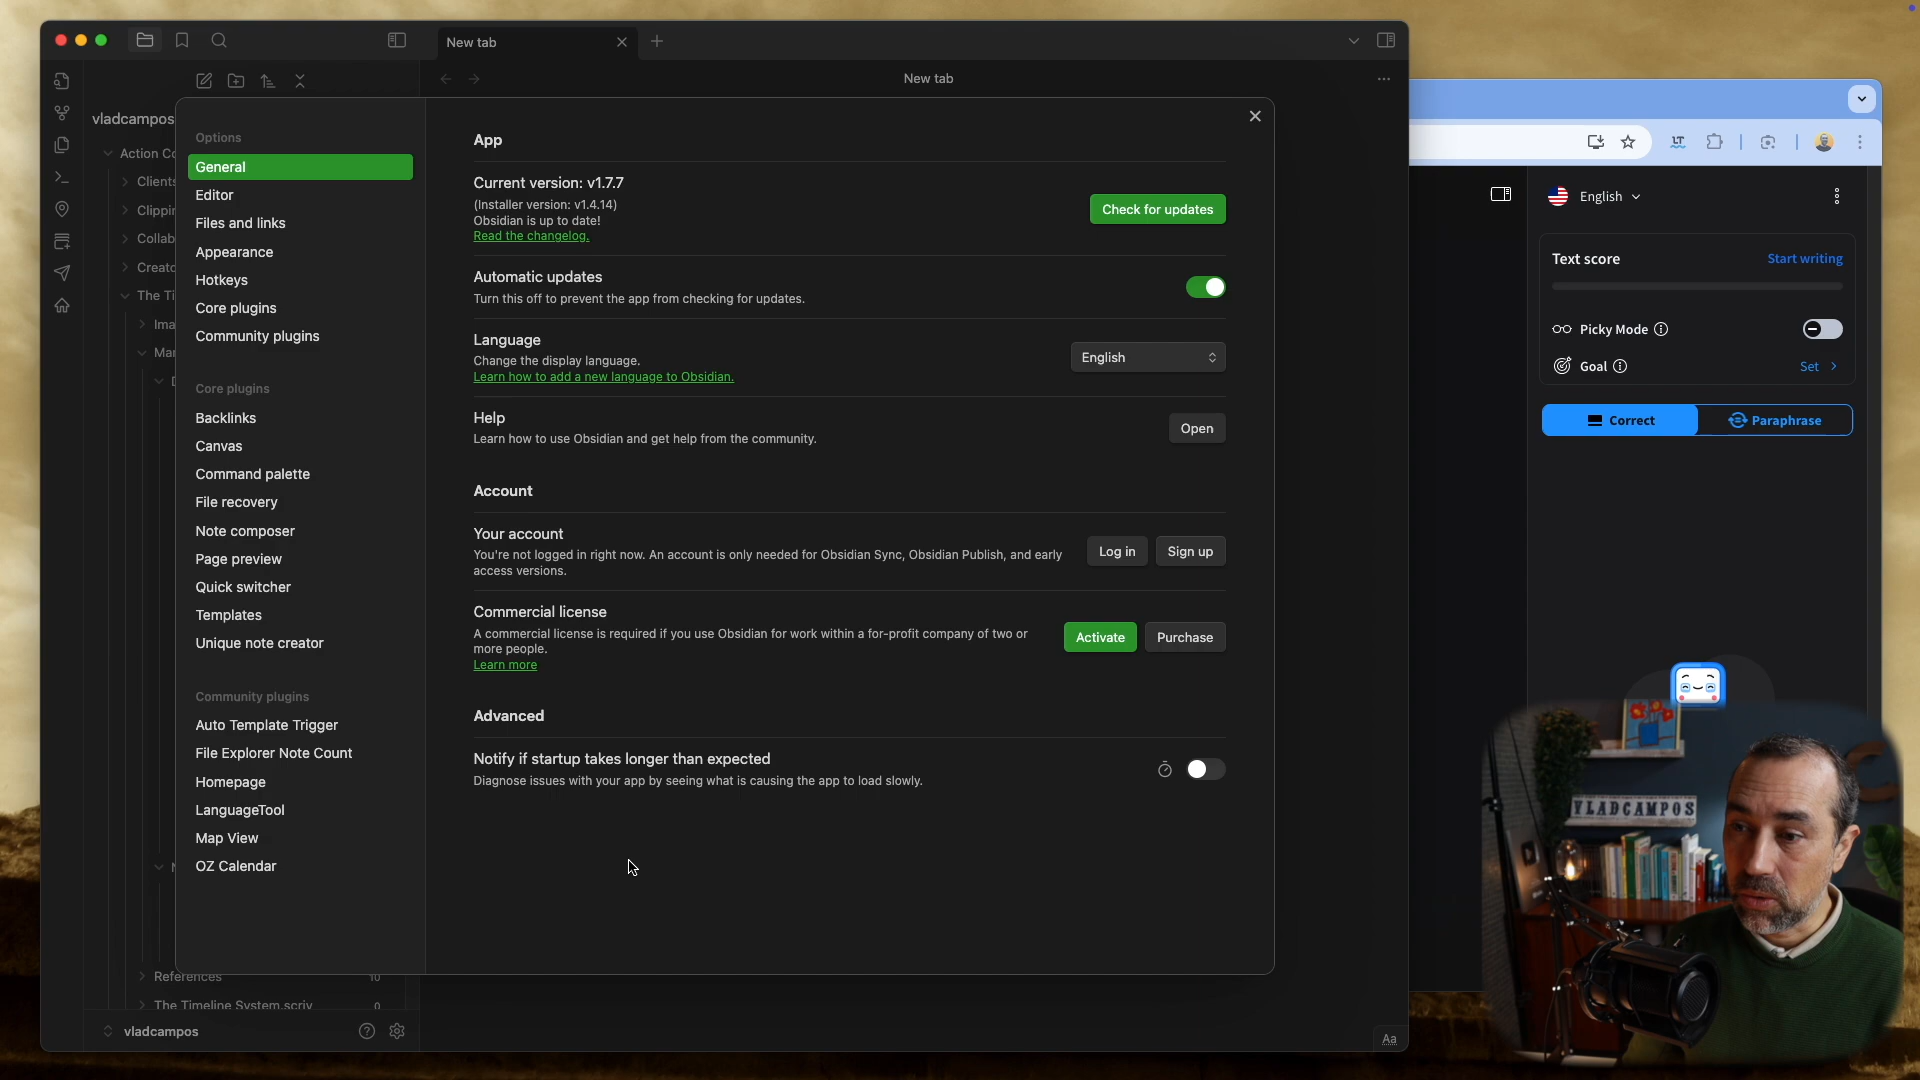 New tab
New tab
vladcampos
Action Co
Clients
Clippin
Collab
Creato
The Ti
Ima
Mar
References 10
The Timeline System.scriv 0
vladcampos
Options
General
Editor
Files and links
Appearance
Hotkeys
Core plugins
Community plugins
Core plugins
Backlinks
Canvas
Command palette
File recovery
Note composer
Page preview
Quick switcher
Templates
Unique note creator
Community plugins
Auto Template Trigger
File Explorer Note Count
Homepage
LanguageTool
Map View
OZ Calendar
App
Current version: v1.7.7
(Installer version: v1.4.14)
Obsidian is up to date!
Read the changelog.
Check for updates
Automatic updates
Turn this off to prevent the app from checking for updates.
Language
Change the display language.
Learn how to add a new language to Obsidian.
English
Help
Learn how to use Obsidian and get help from the community.
Open
Account
Your account
You're not logged in right now. An account is only needed for Obsidian Sync, Obsidian Publish, and early
access versions.
Log in
Sign up
Commercial license
A commercial license is required if you use Obsidian for work within a for-profit company of two or
more people.
Learn more
Activate
Purchase
Advanced
Notify if startup takes longer than expected
Diagnose issues with your app by seeing what is causing the app to load slowly.
Aa
LT
English
Text score
Start writing
Picky Mode
Goal
Set
Correct
Paraphrase
VLADCAMPOS